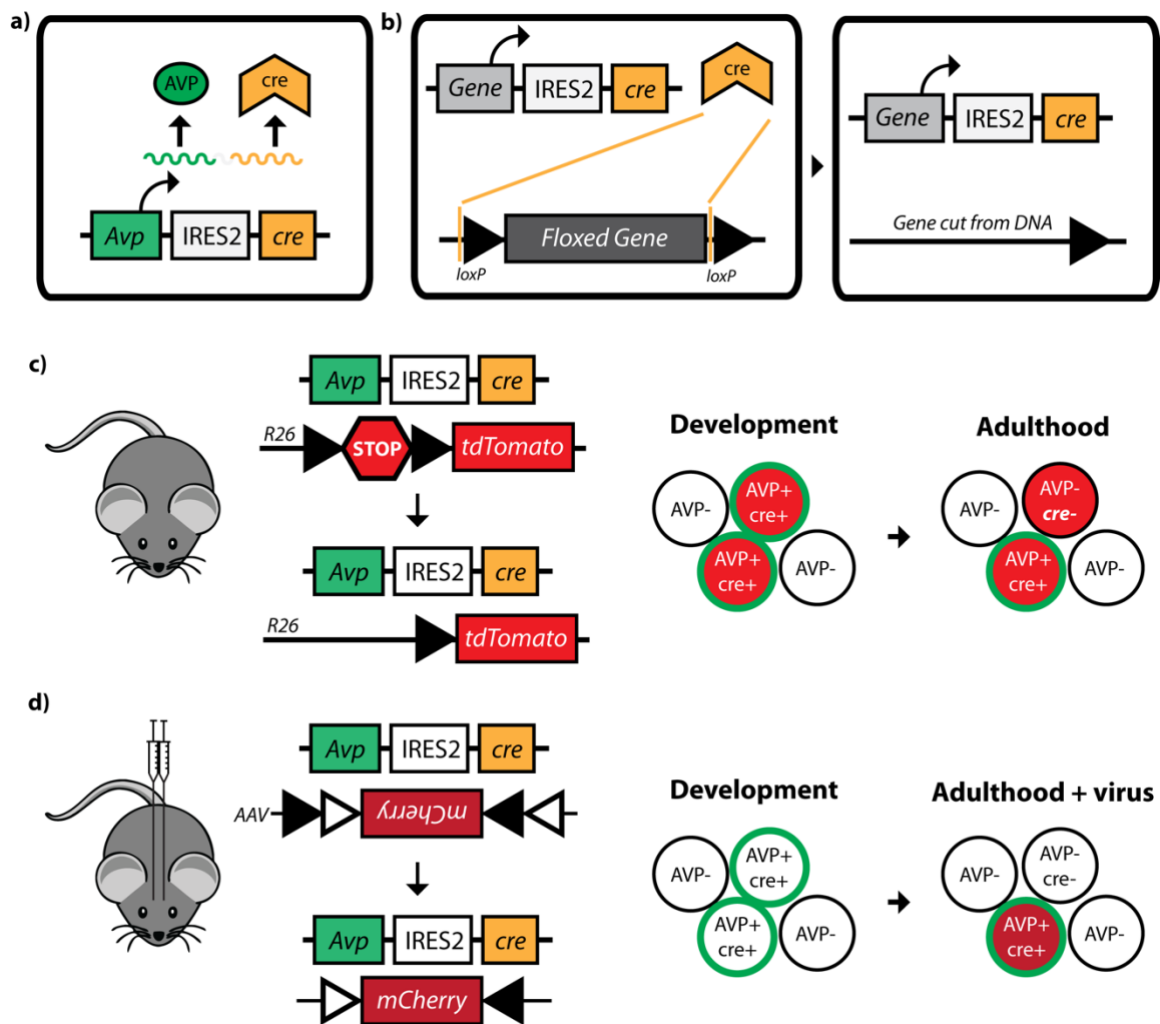 a)
AVP
cre
Avp
IRES2
cre
b)
Gene
IRES2
cre
cre
Floxed Gene
loxP
loxP
Gene
IRES2
cre
Gene cut from DNA
c)
Avp
IRES2
cre
R26
STOP
tdTomato
Avp
IRES2
cre
R26
tdTomato
Development
AVP-
AVP+
cre+
AVP+
cre+
AVP-
Adulthood
AVP-
AVP-
cre-
AVP+
cre+
AVP-
d)
Avp
IRES2
cre
AAV
mCherry
Avp
IRES2
cre
mCherry
Development
AVP-
AVP+
cre+
AVP+
cre+
AVP-
Adulthood + virus
AVP-
AVP-
cre-
AVP+
cre+
AVP-